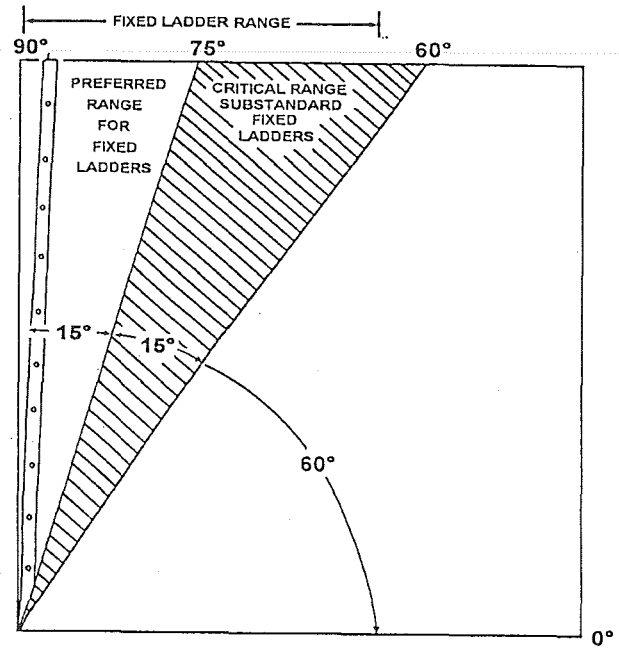 FIXED LADDER RANGE
90° 75° 60°
PREFERRED
RANGE
FOR
FIXED
LADDERS
CRITICAL RANGE
SUBSTANDARD
FIXED
LADDERS
15°
15°
60°
0°